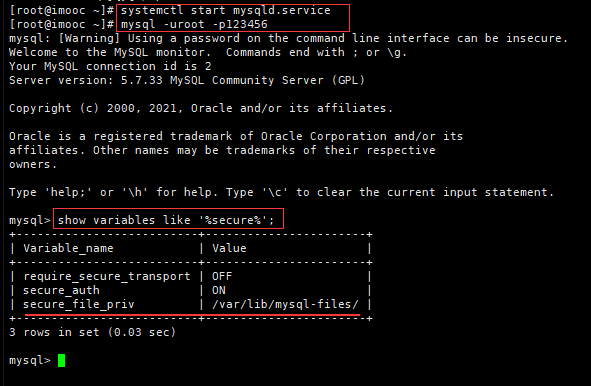 [root@imooc ~]# systemctl start mysqld.service
[root@imooc ~]# mysql -uroot -p123456
mysql: [Warning] Using a password on the command line interface can be insecure.
Welcome to the MySQL monitor.  Commands end with ; or \g.
Your MySQL connection id is 2
Server version: 5.7.33 MySQL Community Server (GPL)

Copyright (c) 2000, 2021, Oracle and/or its affiliates.

Oracle is a registered trademark of Oracle Corporation and/or its
affiliates. Other names may be trademarks of their respective
owners.

Type 'help;' or '\h' for help. Type '\c' to clear the current input statement.

mysql> show variables like '%secure%';
+--------------------------+-----------------------+
| Variable_name            | Value                 |
+--------------------------+-----------------------+
| require_secure_transport | OFF                   |
| secure_auth              | ON                    |
| secure_file_priv         | /var/lib/mysql-files/ |
+--------------------------+-----------------------+
3 rows in set (0.03 sec)

mysql>